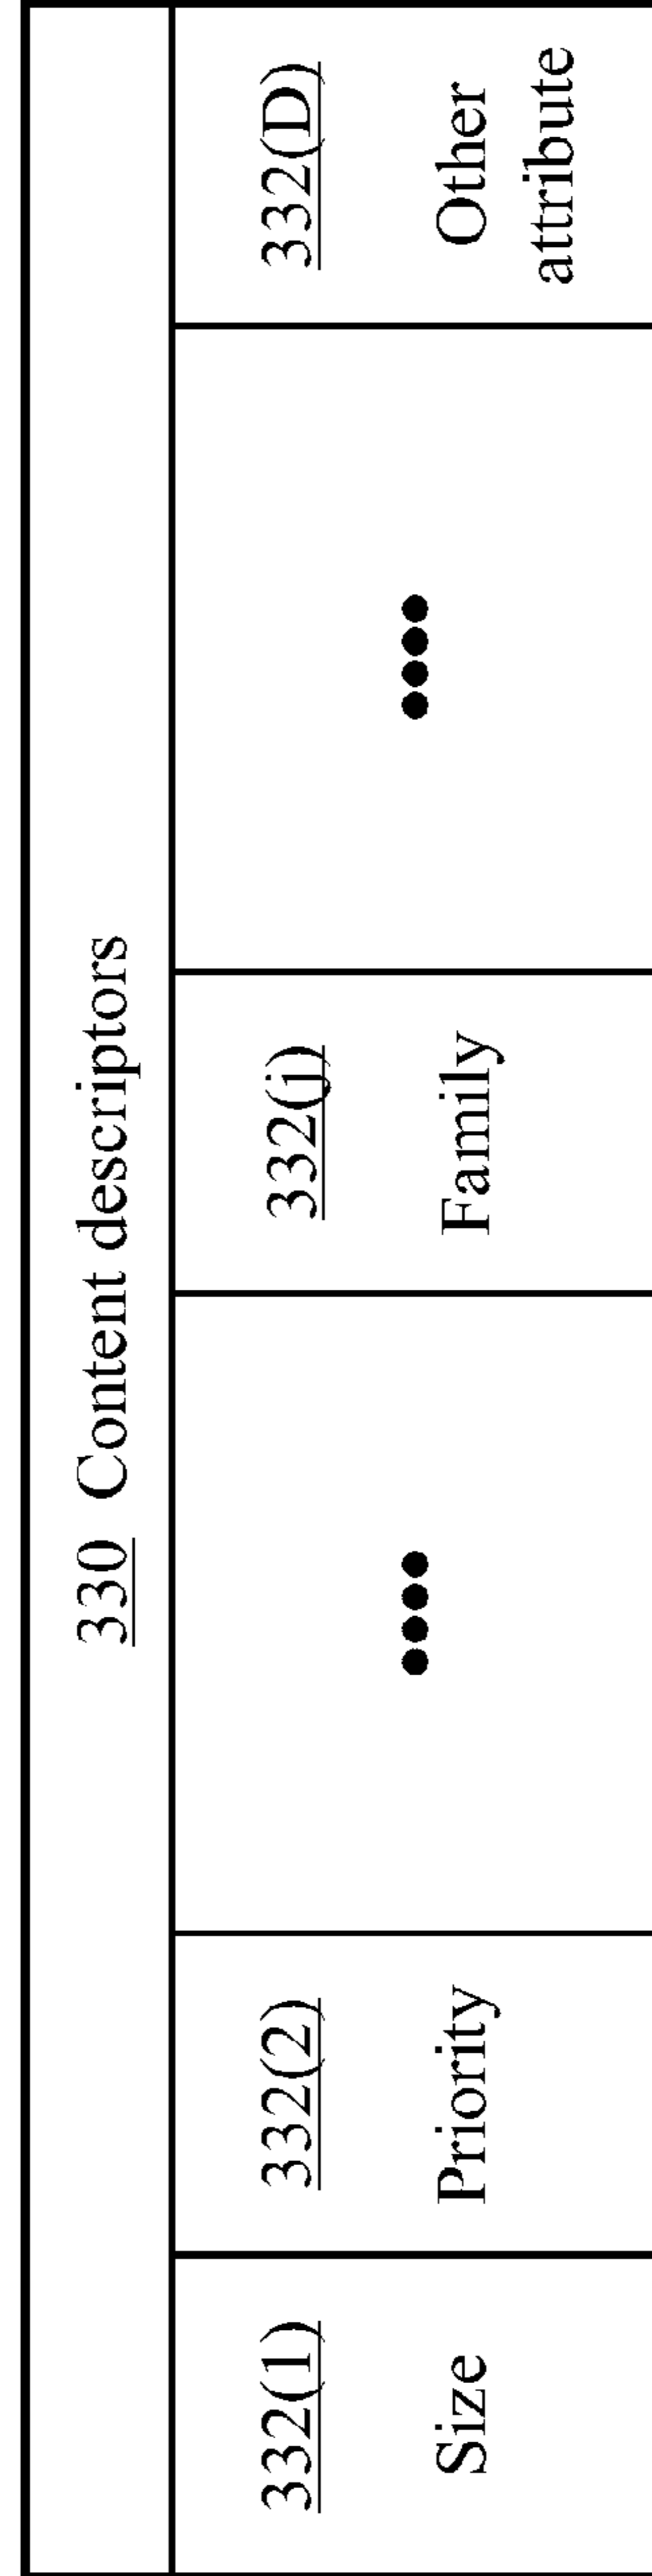 330 Content descriptors
332(1)
Size
332(2)
Priority
••••
332(j)
Family
••••
332(D)
Other
attribute